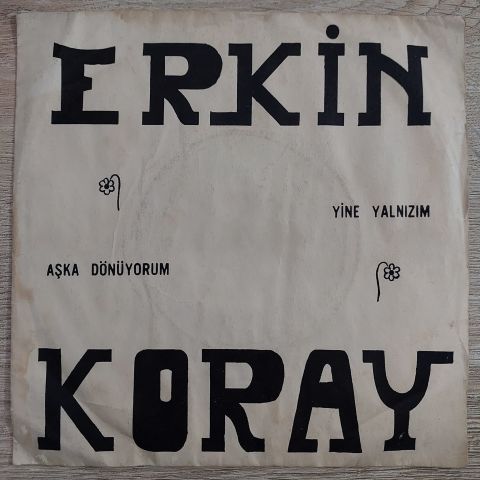 ERKİN
YİNE YALNIZIM
AŞKA DÖNÜYORUM
KORAY